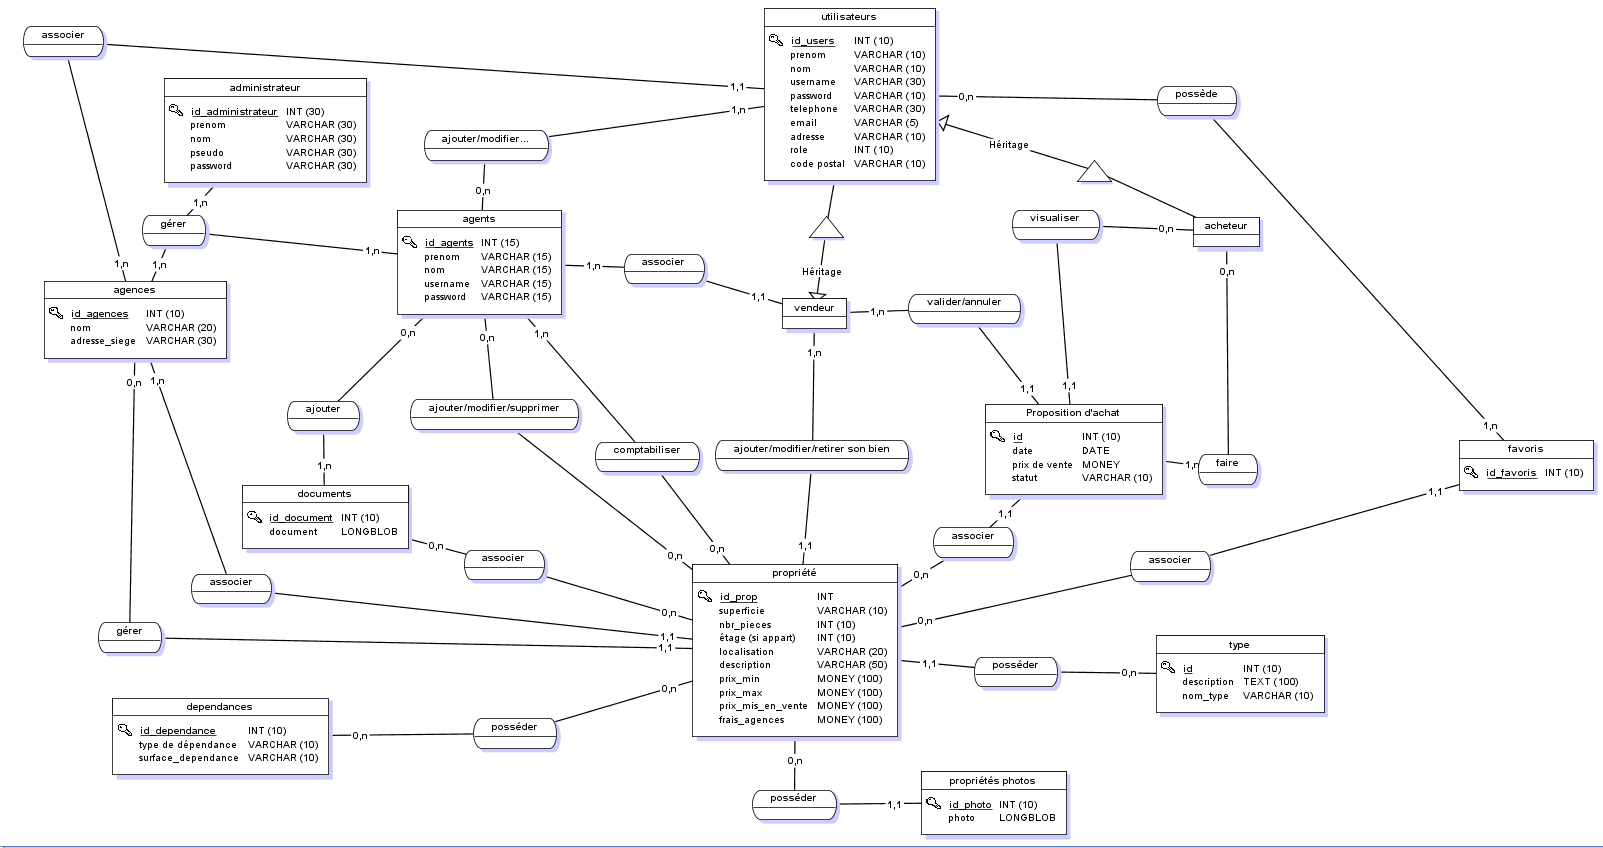 utilisateurs
id_users INT (10)
prenom VARCHAR (10)
nom VARCHAR (10)
username VARCHAR (30)
password VARCHAR (10)
telephone VARCHAR (30)
email VARCHAR (5)
adresse VARCHAR (10)
role INT (10)
code postal VARCHAR (10)
associer
1,1
1,n
administrateur
id_administrateur INT (30)
prenom VARCHAR (30)
nom VARCHAR (30)
pseudo VARCHAR (30)
password VARCHAR (30)
1,n
gérer
1,n
1,n
ajouter/modifier...
1,n
0,n
possède
0,n
1,n
Héritage
acheteur
visualiser
0,n
1,1
agents
id_agents INT (15)
prenom VARCHAR (15)
nom VARCHAR (15)
username VARCHAR (15)
password VARCHAR (15)
associer
1,n
1,1
Héritage
vendeur
valider/annuler
1,n
1,1
0,n
agences
id_agences INT (10)
nom VARCHAR (20)
adresse_siege VARCHAR (30)
0,n
1,n
0,n
0,n
1,n
1,n
ajouter
1,n
ajouter/modifier/supprimer
0,n
comptabiliser
0,n
ajouter/modifier/retirer son bien
1,1
Proposition d'achat
id INT (10)
date DATE
prix de vente MONEY
statut VARCHAR (10)
1,n
faire
1,1
associer
0,n
favoris
id_favoris INT (10)
1,1
associer
0,n
documents
id_document INT (10)
document LONGBLOB
0,n
associer
0,n
associer
1,1
gérer
1,1
propriété
id_prop INT
superficie VARCHAR (10)
nbr_pieces INT (10)
étage (si appart) INT (10)
localisation VARCHAR (20)
description VARCHAR (50)
prix_min MONEY (100)
prix_max MONEY (100)
prix_mis_en_vente MONEY (100)
frais_agences MONEY (100)
1,1
posséder
0,n
type
id INT (10)
description TEXT (100)
nom_type VARCHAR (10)
dependances
id_dependance INT (10)
type de dépendance VARCHAR (10)
surface_dependance VARCHAR (10)
0,n
posséder
0,n
0,n
posséder
1,1
propriétés photos
id_photo INT (10)
photo LONGBLOB